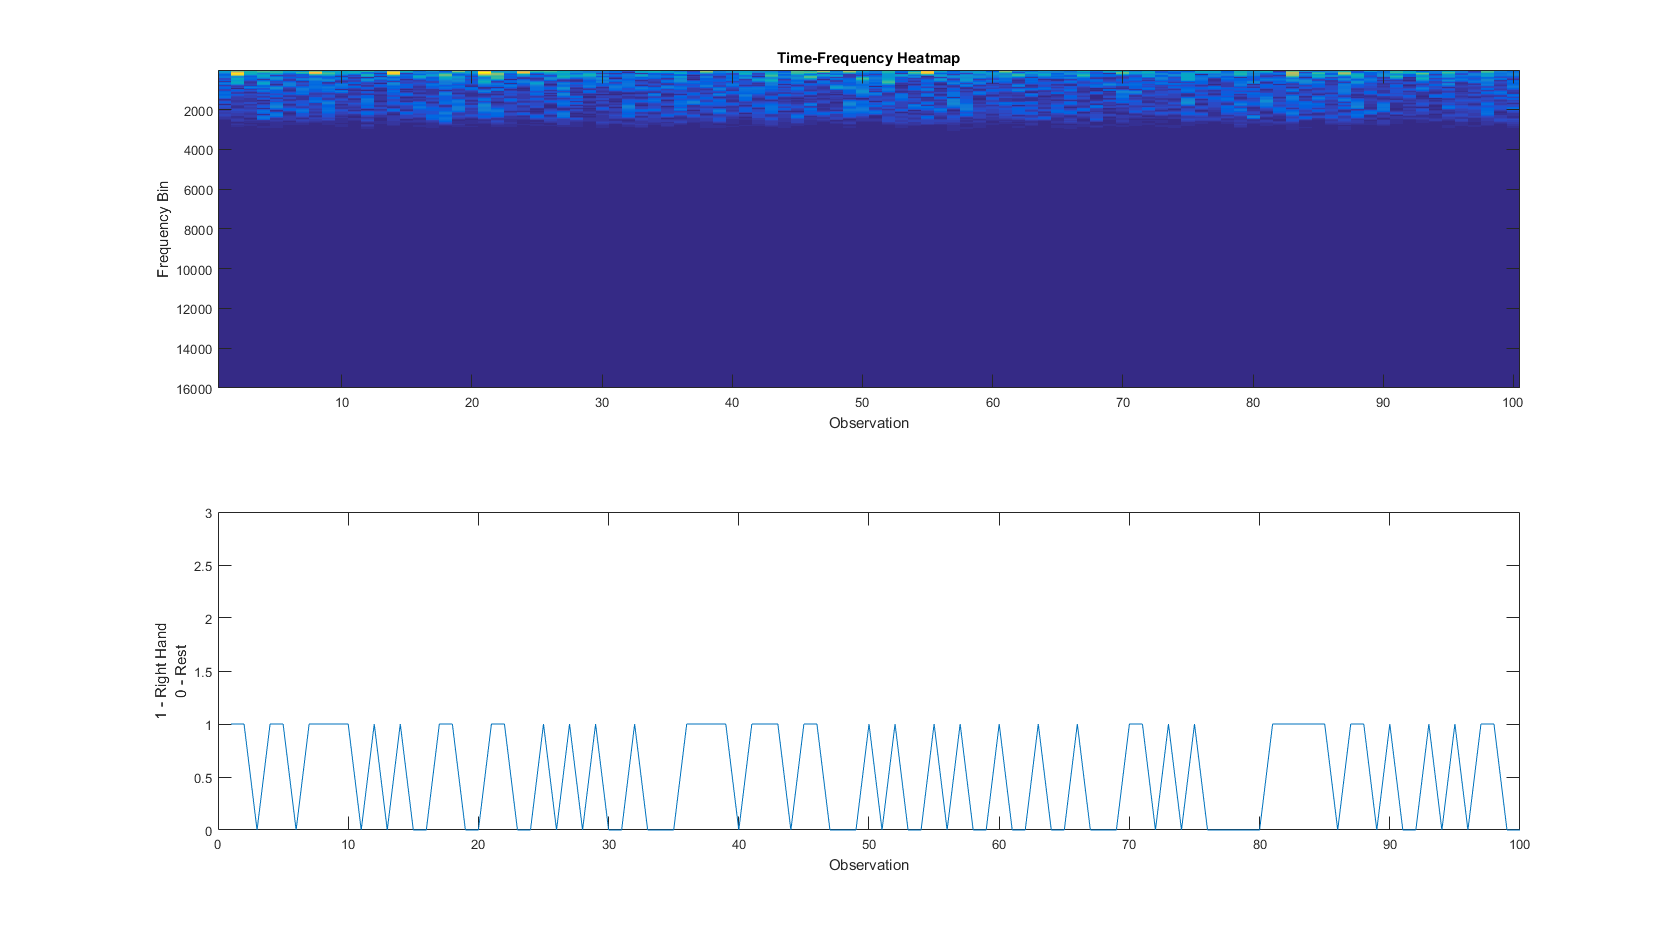 Time-Frequency Heatmap
Frequency Bin
2000
4000
6000
8000
10000
12000
14000
16000
10 20 30 40 50 60 70 80 90 100
Observation
1 - Right Hand
0 - Rest
3
2.5
2
1.5
1
0.5
0
0 10 20 30 40 50 60 70 80 90 100
Observation